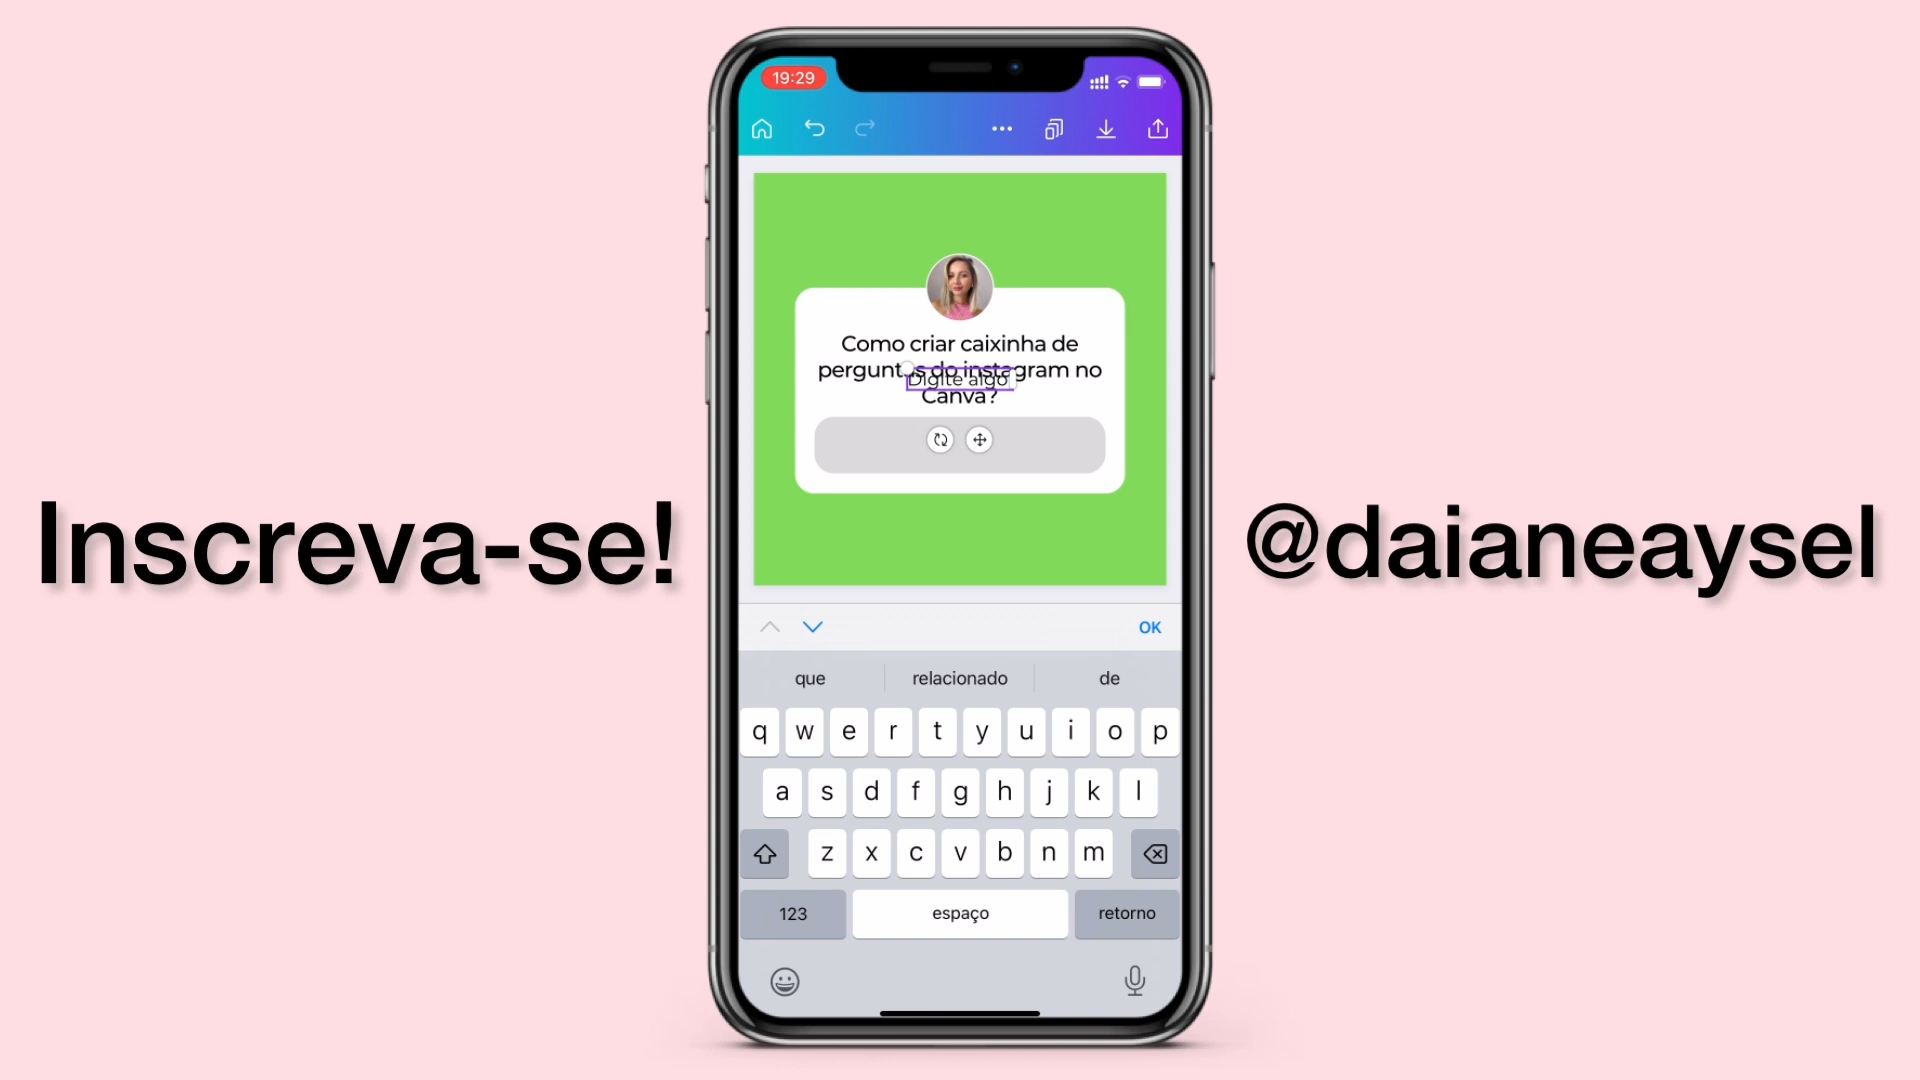 19:29
Como criar caixinha de
perguntas do instagram no
Digite algo
Canva?
Inscreva-se!
@daianeaysel
OK
que relacionado de
q w e r t y u i o p
a s d f g h j k l
z x c v b n m
123 espaço retorno